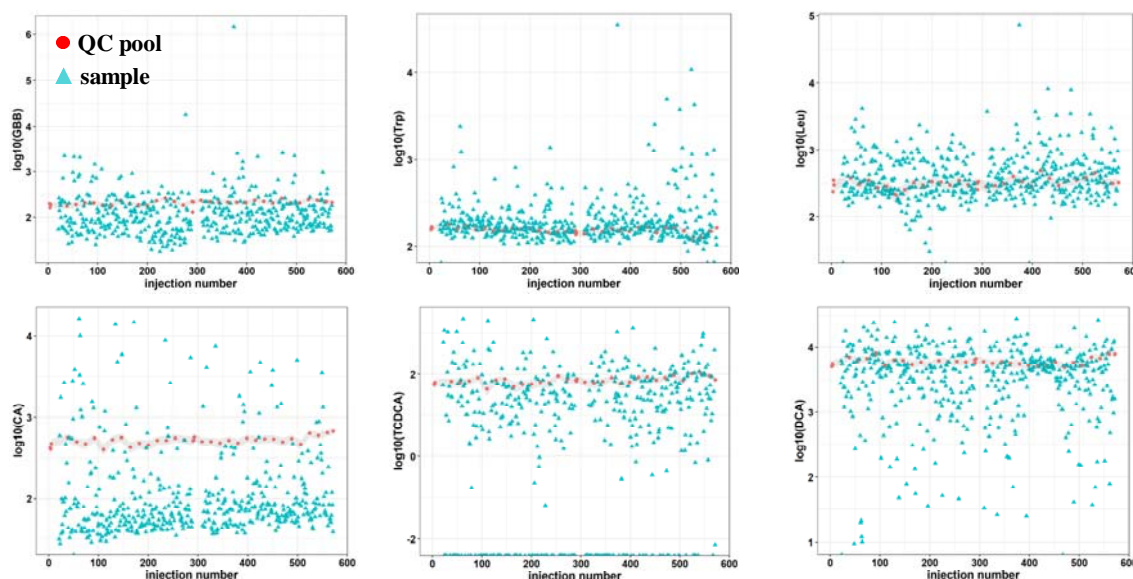 QC pool
sample
log10(GBB)
6
5
4
3
2
0 100 200 300 400 500 600
injection number
log10(Trp)
4
3
2
0 100 200 300 400 500 600
injection number
log10(Leu)
5
4
3
2
0 100 200 300 400 500 600
injection number
log10(CA)
4
3
2
0 100 200 300 400 500 600
injection number
log10(TCDCA)
2
0
-2
0 100 200 300 400 500 600
injection number
log10(DCA)
4
3
2
1
0 100 200 300 400 500 600
injection number